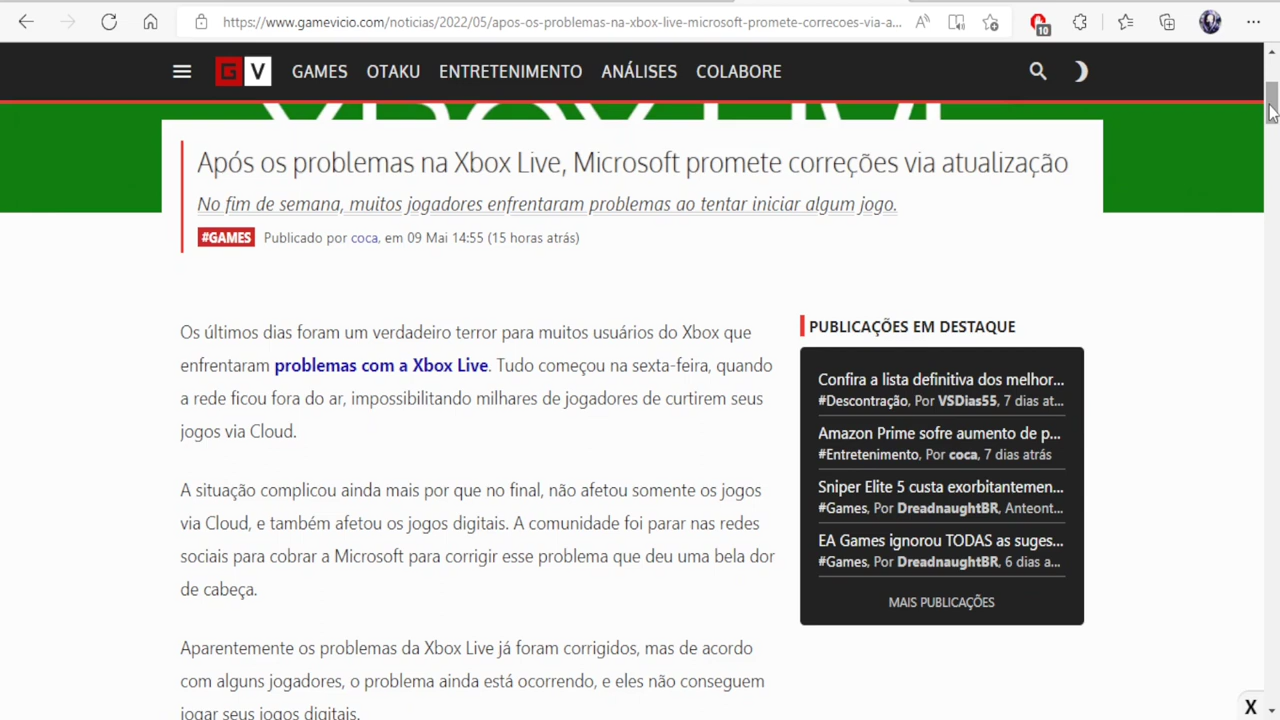 https://www.gamevicio.com/noticias/2022/05/apos-os-problemas-na-xbox-live-microsoft-promete-correcoes-via-a...
10
G V GAMES OTAKU ENTRETENIMENTO ANÁLISES COLABORE
XBOX LIVE
Após os problemas na Xbox Live, Microsoft promete correções via atualização
No fim de semana, muitos jogadores enfrentaram problemas ao tentar iniciar algum jogo.
#GAMES Publicado por coca, em 09 Mai 14:55 (15 horas atrás)
Os últimos dias foram um verdadeiro terror para muitos usuários do Xbox que
enfrentaram problemas com a Xbox Live. Tudo começou na sexta-feira, quando
a rede ficou fora do ar, impossibilitando milhares de jogadores de curtirem seus
jogos via Cloud.
A situação complicou ainda mais por que no final, não afetou somente os jogos
via Cloud, e também afetou os jogos digitais. A comunidade foi parar nas redes
sociais para cobrar a Microsoft para corrigir esse problema que deu uma bela dor
de cabeça.
Aparentemente os problemas da Xbox Live já foram corrigidos, mas de acordo
com alguns jogadores, o problema ainda está ocorrendo, e eles não conseguem
jogar seus jogos digitais.
PUBLICAÇÕES EM DESTAQUE
Confira a lista definitiva dos melhor...
#Descontração, Por VSDias55, 7 dias at...
Amazon Prime sofre aumento de p...
#Entretenimento, Por coca, 7 dias atrás
Sniper Elite 5 custa exorbitantemen...
#Games, Por DreadnaughtBR, Anteont...
EA Games ignorou TODAS as suges...
#Games, Por DreadnaughtBR, 6 dias a...
MAIS PUBLICAÇÕES
X